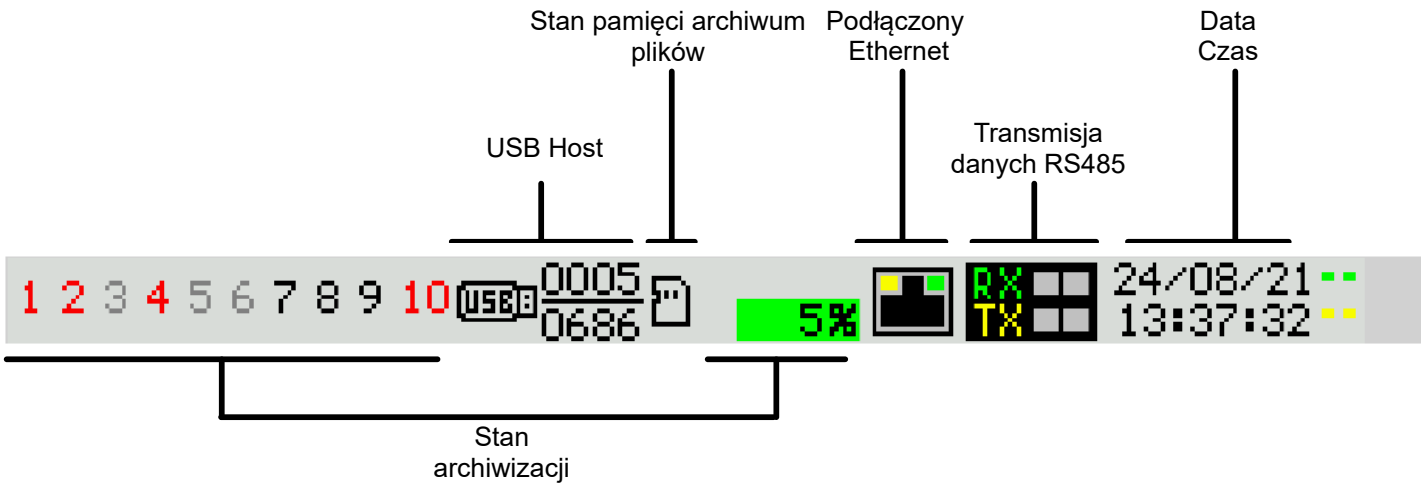 Stan pamięci archiwum
plików
Podłączony
Ethernet
Data
Czas
USB Host
Transmisja
danych RS485
1 2 3 4 5 6 7 8 9 10
USB
0005
0686
5%
RX
TX
24/08/21
13:37:32
Stan
archiwizacji